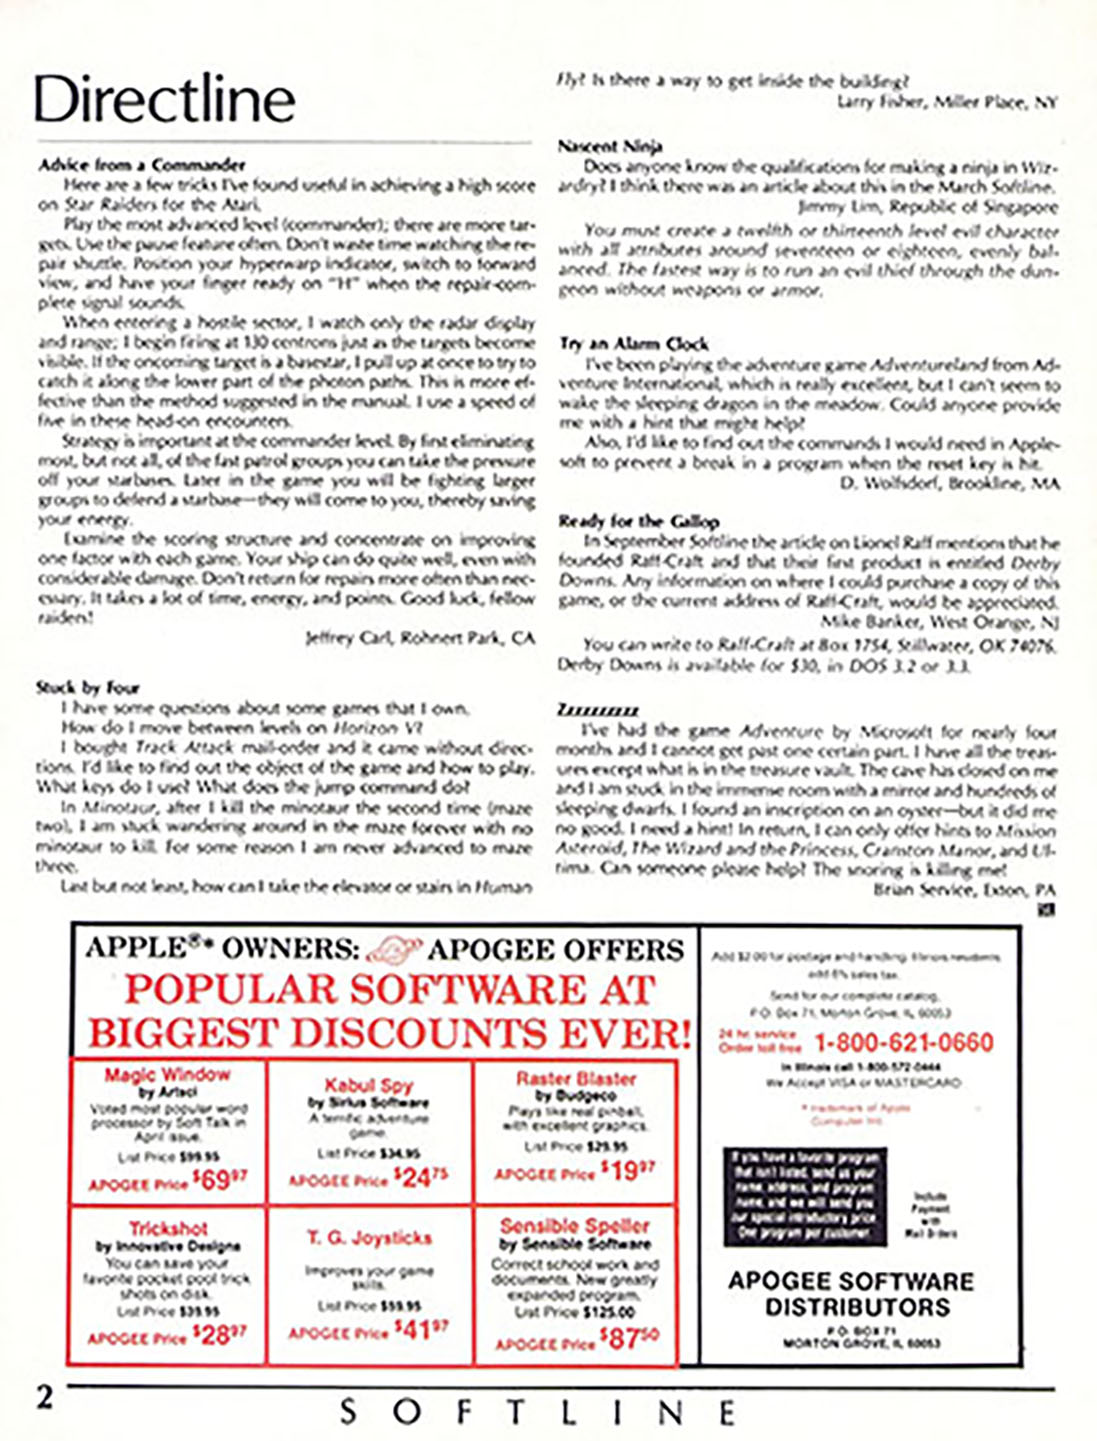 Directline
Advice from a Commander
Here are a few tricks I've found useful in achieving a high score
on Star Raiders for the Atari.
Play the most advanced level (commander); there are more tar-
gets. Use the pause feature often. Don't waste time watching the re-
pair shuttle. Position your hyperwarp indicator, switch to forward
view, and have your finger ready on "H" when the repair-com-
plete signal sounds.
When entering a hostile sector, I watch only the radar display
and range; I begin firing at 130 centrons just as the targets become
visible. If the oncoming target is a basestar, I pull up at once to try to
catch it along the lower part of the photon paths. This is more ef-
fective than the method suggested in the manual. I use a speed of
five in these head-on encounters.
Strategy is important at the commander level. By first eliminating
most, but not all, of the fast patrol groups you can take the pressure
off your starbases. Later in the game you will be fighting larger
groups to defend a starbase—they will come to you, thereby saving
your energy.
Examine the scoring structure and concentrate on improving
one factor with each game. Your ship can do quite well, even with
considerable damage. Don't return for repairs more often than nec-
essary. It takes a lot of time, energy, and points. Good luck, fellow
raiders!
Jeffrey Carl, Rohnert Park, CA
Stuck by Four
I have some questions about some games that I own.
How do I move between levels on Horizon V?
I bought Track Attack mail-order and it came without direc-
tions. I'd like to find out the object of the game and how to play.
What keys do I use? What does the jump command do?
In Minotaur, after I kill the minotaur the second time (maze
two), I am stuck wandering around in the maze forever with no
minotaur to kill. For some reason I am never advanced to maze
three.
Last but not least, how can I take the elevator or stairs in Human
Fly? Is there a way to get inside the building?
Larry Fisher, Miller Place, NY
Nascent Ninja
Does anyone know the qualifications for making a ninja in Wiz-
ardry? I think there was an article about this in the March Softline.
Jimmy Lim, Republic of Singapore
You must create a twelfth or thirteenth level evil character
with all attributes around seventeen or eighteen, evenly bal-
anced. The fastest way is to run an evil thief through the dun-
geon without weapons or armor.
Try an Alarm Clock
I've been playing the adventure game Adventureland from Ad-
venture International, which is really excellent, but I can't seem to
wake the sleeping dragon in the meadow. Could anyone provide
me with a hint that might help?
Also, I'd like to find out the commands I would need in Apple-
soft to prevent a break in a program when the reset key is hit.
D. Wolfsdorf, Brookline, MA
Ready for the Gallop
In September Softline the article on Lionel Raff mentions that he
founded Raff-Craft and that their first product is entitled Derby
Downs. Any information on where I could purchase a copy of this
game, or the current address of Raff-Craft, would be appreciated.
Mike Banker, West Orange, NJ
You can write to Raff-Craft at Box 1754, Stillwater, OK 74076.
Derby Downs is available for $30, in DOS 3.2 or 3.3.
Zzzzzzzzzz
I've had the game Adventure by Microsoft for nearly four
months and I cannot get past one certain part. I have all the treas-
ures except what is in the treasure vault. The cave has closed on me
and I am stuck in the immense room with a mirror and hundreds of
sleeping dwarfs. I found an inscription on an oyster—but it did me
no good. I need a hint! In return, I can only offer hints to Mission
Asteroid, The Wizard and the Princess, Cranston Manor, and Ul-
tima. Can someone please help? The snoring is killing me!
Brian Service, Exton, PA
APPLE®* OWNERS: APOGEE OFFERS
POPULAR SOFTWARE AT
BIGGEST DISCOUNTS EVER!
Magic Window
by Artsci
Voted most popular word
processor by Soft Talk in
April issue.
List Price $99.95
APOGEE Price $69⁹⁷
Kabul Spy
by Sirius Software
A terrific adventure
game.
List Price $34.95
APOGEE Price $24⁷⁵
Raster Blaster
by Budgeco
Plays like real pinball,
with excellent graphics.
List Price $29.95
APOGEE Price $19⁹⁷
Trickshot
by Innovative Designs
You can save your
favorite pocket pool trick
shots on disk.
List Price $39.95
APOGEE Price $28⁹⁷
T. G. Joysticks
Improves your game
skills.
List Price $59.95
APOGEE Price $41⁹⁷
Sensible Speller
by Sensible Software
Correct school work and
documents. New greatly
expanded program.
List Price $125.00
APOGEE Price $87⁵⁰
Add $2.00 for postage and handling. Illinois residents
add 6% sales tax.
Send for our complete catalog.
P.O. Box 71, Morton Grove, IL 60053
24 hr. service
Order toll free 1-800-621-0660
In Illinois call 1-800-572-0444
We Accept VISA or MASTERCARD
* trademark of Apple
Computer Inc.
If you have a favorite program
that isn't listed, send us your
name, address, and program
name, and we will send you
our special introductory price.
One program per customer.
Include
Payment
with
Mail Orders
APOGEE SOFTWARE
DISTRIBUTORS
P.O. BOX 71
MORTON GROVE, IL 60053
2
SOFTLINE